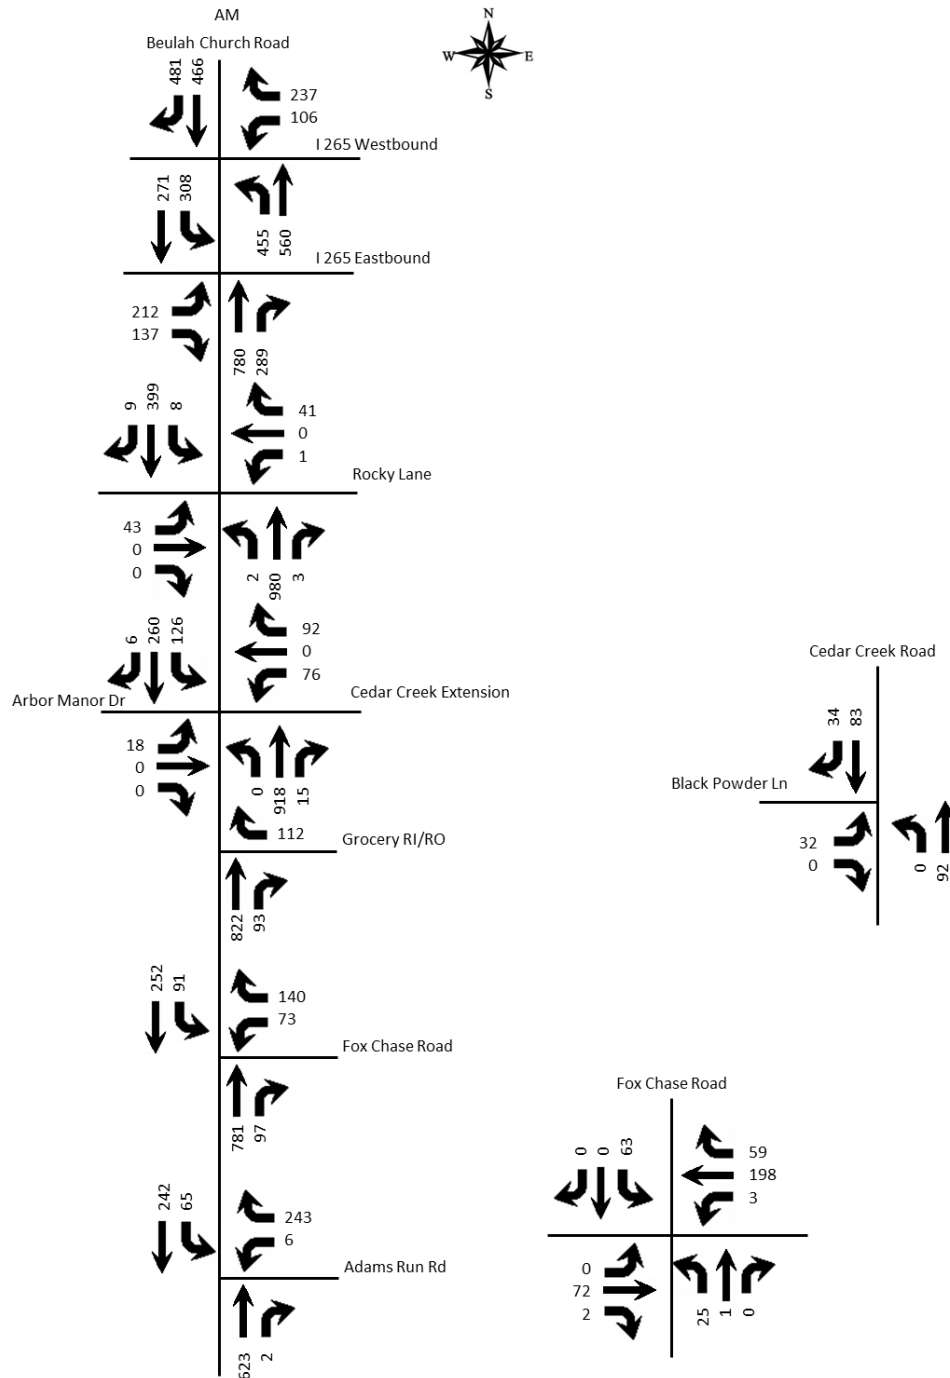 AM
N
Beulah Church Road
W E
S
481 466
237
106
I 265 Westbound
271 308
455 560
I 265 Eastbound
212
137
780 289
9 399 8
41
0
1
Rocky Lane
43
0
0
2 980 3
6 260 126
92
0
76
Cedar Creek Extension
Arbor Manor Dr
18
0
0
0 918 15
112
Grocery RI/RO
822 93
252 91
140
73
Fox Chase Road
781 97
242 65
243
6
Adams Run Rd
623 2
Cedar Creek Road
34 83
Black Powder Ln
32
0
0 92
Fox Chase Road
0 0 63
59
198
3
0
72
2
25 1 0